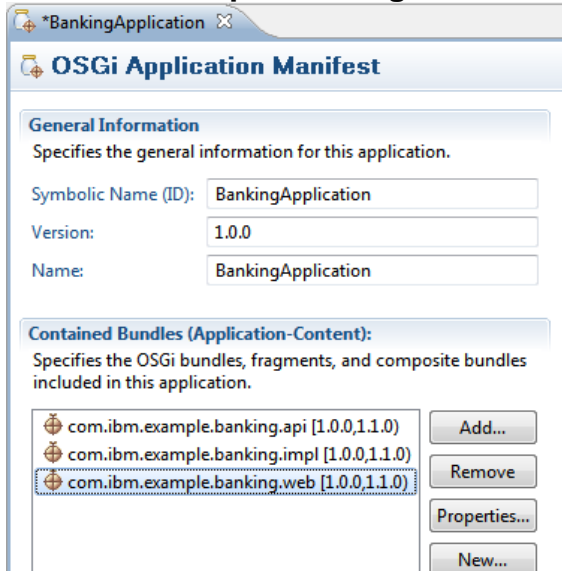 *BankingApplication
OSGi Application Manifest
General Information
Specifies the general information for this application.
Symbolic Name (ID): BankingApplication
Version: 1.0.0
Name: BankingApplication
Contained Bundles (Application-Content):
Specifies the OSGi bundles, fragments, and composite bundles
included in this application.
com.ibm.example.banking.api [1.0.0,1.1.0)
com.ibm.example.banking.impl [1.0.0,1.1.0)
com.ibm.example.banking.web [1.0.0,1.1.0)
Add...
Remove
Properties...
New...